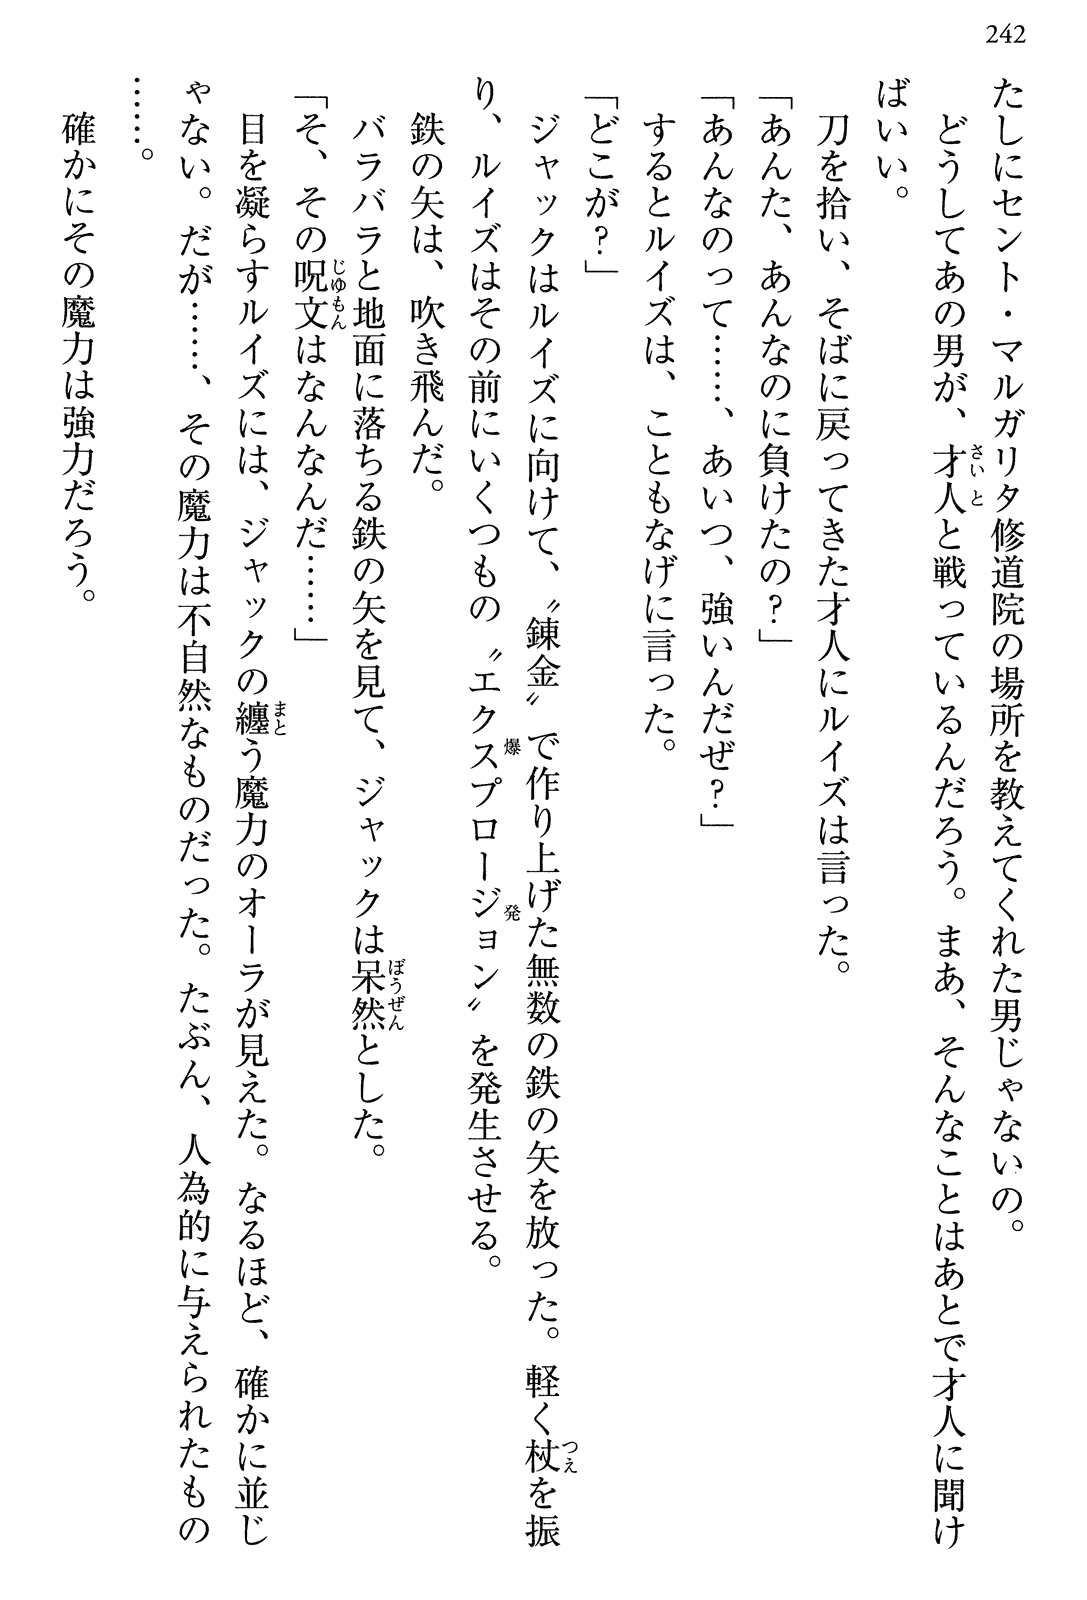 242
たしにセント・マルガリタ修道院の場所を教えてくれた男じゃないの。
　どうしてあの男が、才人と戦っているんだろう。まあ、そんなことはあとで才人に聞け
ばいい。
　刀を拾い、そばに戻ってきた才人にルイズは言った。
「あんた、あんなのに負けたの？」
「あんなのって……、あいつ、強いんだぜ？」
　するとルイズは、こともなげに言った。
「どこが？」
　ジャックはルイズに向けて、〝錬金〟で作り上げた無数の鉄の矢を放った。軽く杖を振
り、ルイズはその前にいくつもの〝エクスプロージョン〟を発生させる。
　鉄の矢は、吹き飛んだ。
　バラバラと地面に落ちる鉄の矢を見て、ジャックは呆然とした。
「そ、その呪文はなんなんだ……」
　目を凝らすルイズには、ジャックの纏う魔力のオーラが見えた。なるほど、確かに並じ
ゃない。だが……、その魔力は不自然なものだった。たぶん、人為的に与えられたもの
……。
　確かにその魔力は強力だろう。
さいと
つえ
爆発
ぼうぜん
じゆもん
まと